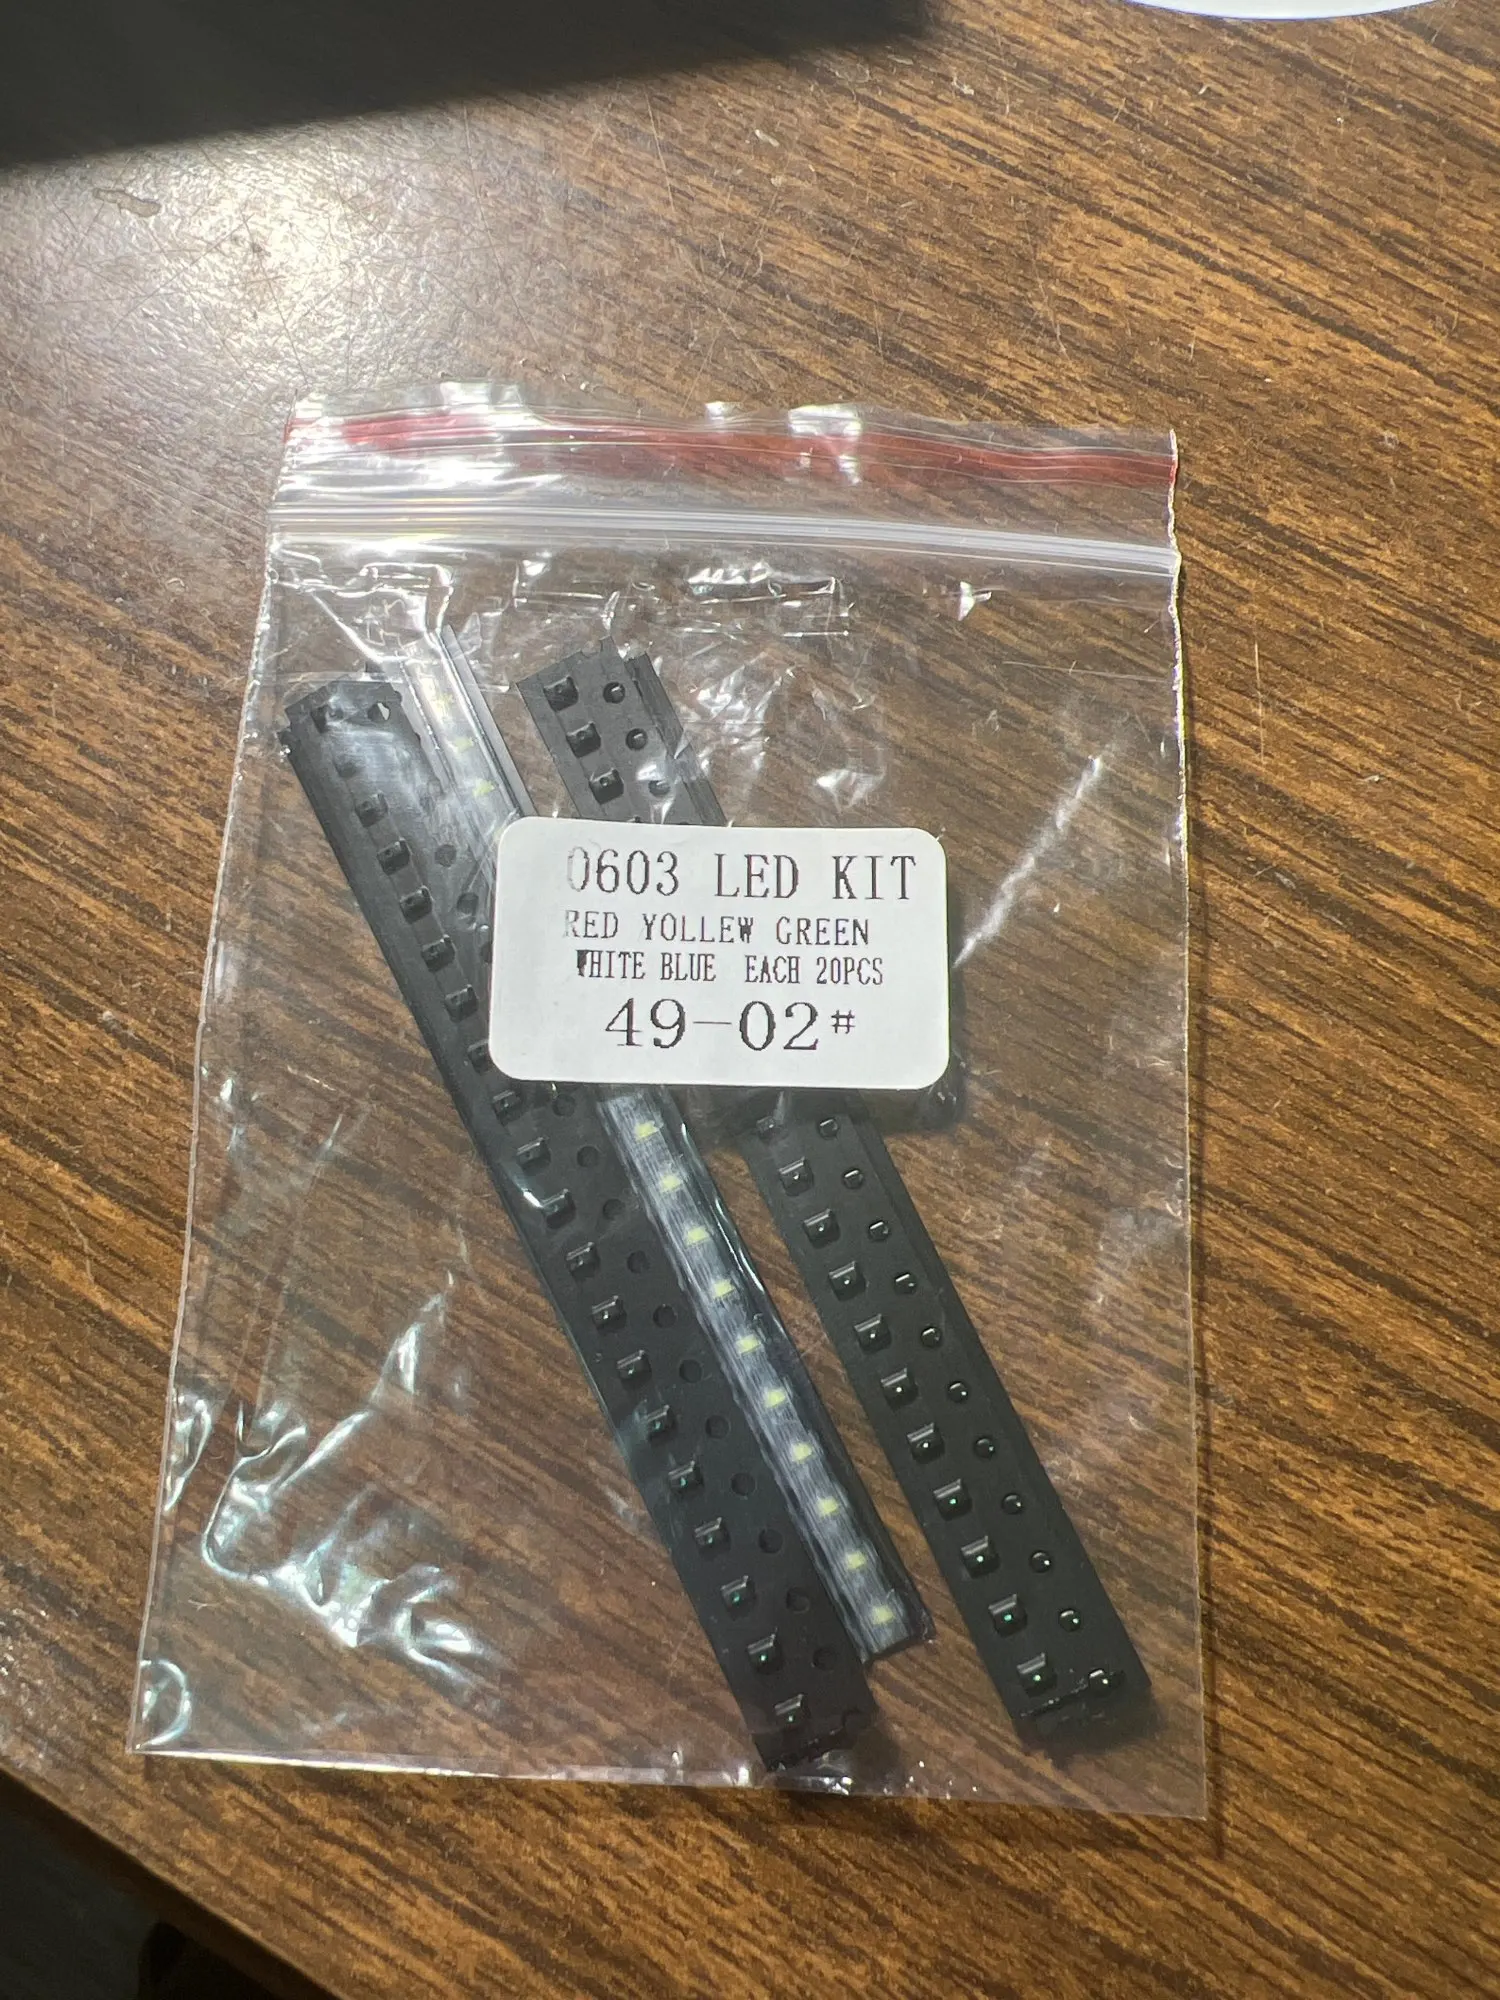 0603 LED KIT
RED YOLLEW GREEN
WHITE BLUE EACH 20PCS
49-02#